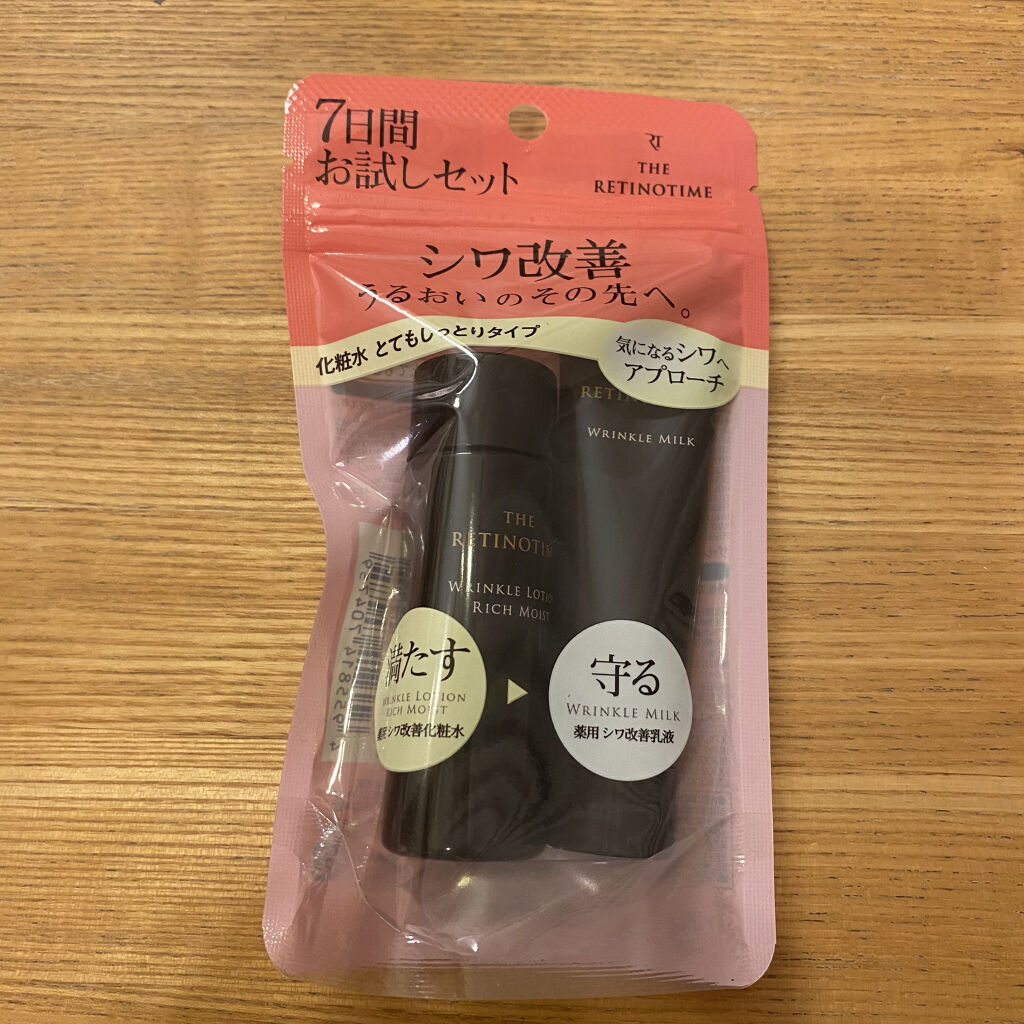 7日間
お試しセット
RT
THE
RETINOTIME
シワ改善
うるおいのその先へ。
化粧水 とてもしっとりタイプ
気になるシワへ
アプローチ
WRINKLE MILK
THE
RETINOTIM
WRINKLE LOTIO
RICH MOIST
満たす
WRINKLE LOTION
RICH MOIST
薬用 シワ改善化粧水
守る
WRINKLE MILK
薬用 シワ改善乳液